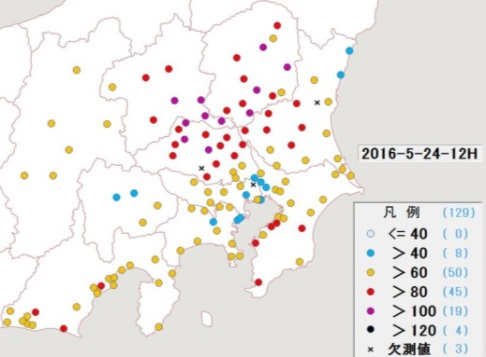 2016-5-24-12H
凡 例 (129)
<= 40 ( 0)
> 40 ( 8)
> 60 (50)
> 80 (45)
> 100 (19)
> 120 ( 4)
× 欠測値 ( 3)